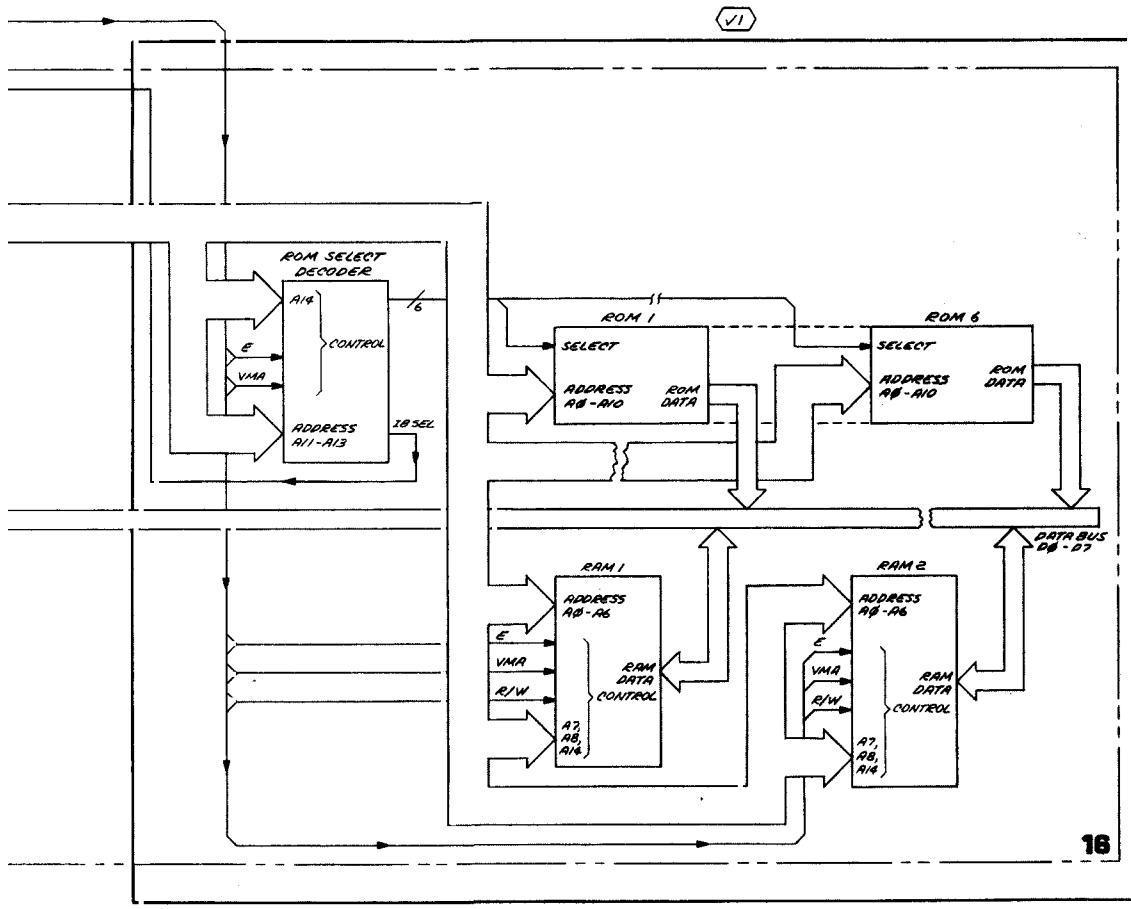 √1
ROM SELECT
DECODER
A14
CONTROL
E
VMA
ADDRESS
A11-A13
6
IB SEL
ROM 1
SELECT
ADDRESS
AØ-A10
ROM
DATA
ROM 6
SELECT
ADDRESS
AØ-A10
ROM
DATA
DATA BUS
DØ-D7
RAM 1
ADDRESS
AØ-A6
E
VMA
R/W
RAM
DATA
CONTROL
A7,
A8,
A14
RAM 2
ADDRESS
AØ-A6
E
VMA
R/W
RAM
DATA
CONTROL
A7,
A8,
A14
16